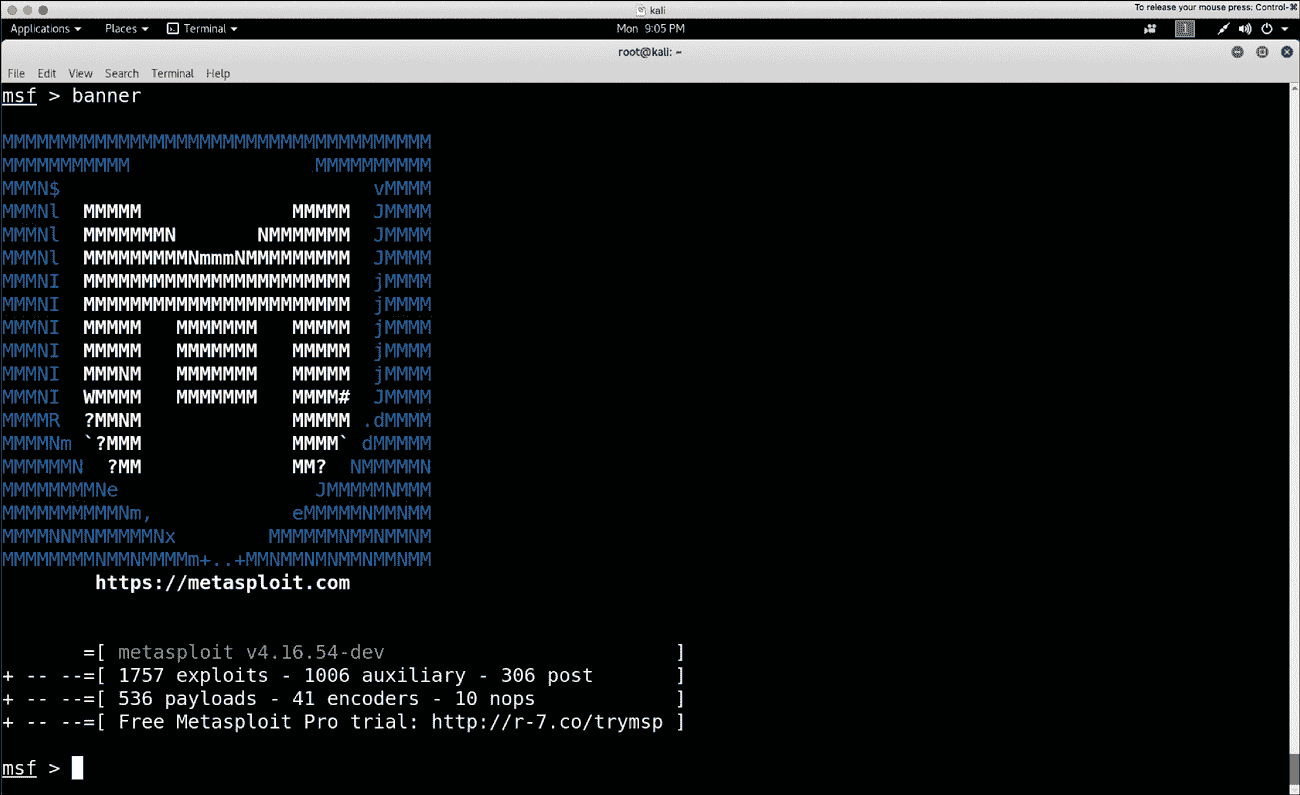 kali
To release your mouse press: Control-⌘
Applications Places Terminal Mon 9:05 PM 1
root@kali: ~
File Edit View Search Terminal Help
msf > banner
MMMMMMMMMMMMMMMMMMMMMMMMMMMMMMMMMMMMM
MMMMMMMMMMM                MMMMMMMMMM
MMMN$                           vMMMM
MMMNl  MMMMM             MMMMM  JMMMM
MMMNl  MMMMMMMN       NMMMMMMM  JMMMM
MMMNl  MMMMMMMMMNmmmNMMMMMMMMM  JMMMM
MMMNI  MMMMMMMMMMMMMMMMMMMMMMM  jMMMM
MMMNI  MMMMMMMMMMMMMMMMMMMMMMM  jMMMM
MMMNI  MMMMM   MMMMMMM   MMMMM  jMMMM
MMMNI  MMMMM   MMMMMMM   MMMMM  jMMMM
MMMNI  MMMNM   MMMMMMM   MMMMM  jMMMM
MMMNI  WMMMM   MMMMMMM   MMMM#  JMMMM
MMMMR  ?MMNM             MMMMM .dMMMM
MMMMNm `?MMM             MMMM` dMMMMM
MMMMMMN  ?MM             MM?  NMMMMMN
MMMMMMMMNe                 JMMMMMNMMM
MMMMMMMMMMNm,            eMMMMMNMMNMM
MMMMNNMNMMMMMNx        MMMMMMNMMNMMNM
MMMMMMMMNMMNMMMMm+..+MMNMMNMNMMNMMNMM
https://metasploit.com
=[ metasploit v4.16.54-dev ]
+ -- --=[ 1757 exploits - 1006 auxiliary - 306 post ]
+ -- --=[ 536 payloads - 41 encoders - 10 nops ]
+ -- --=[ Free Metasploit Pro trial: http://r-7.co/trymsp ]
msf >